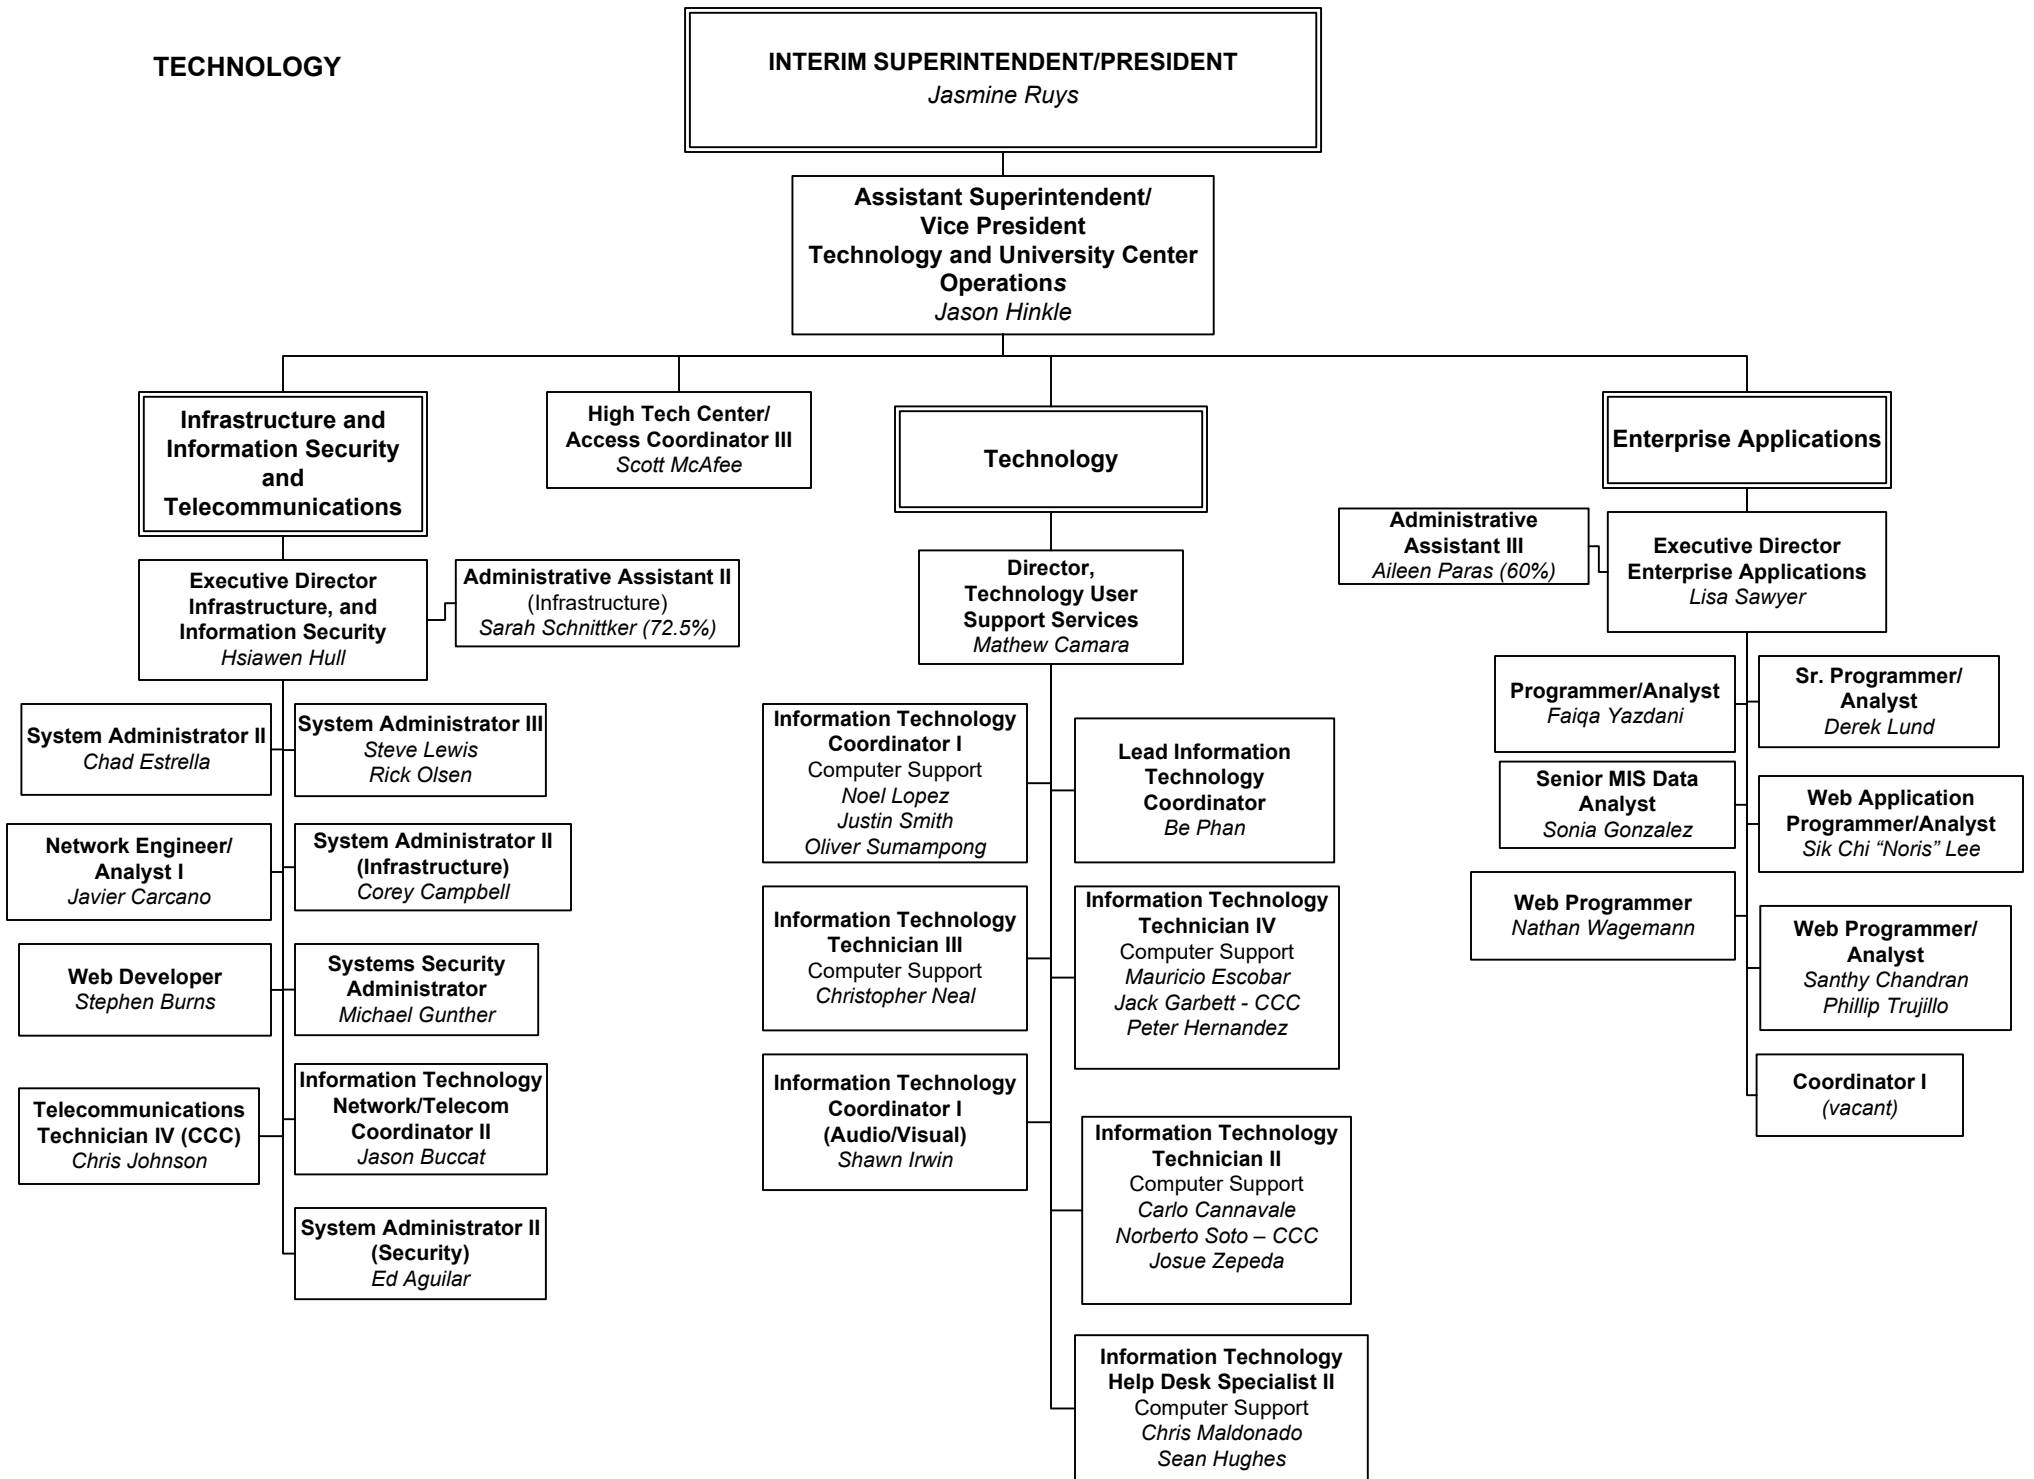 TECHNOLOGY
INTERIM SUPERINTENDENT/PRESIDENT
Jasmine Ruys
Assistant Superintendent/
Vice President
Technology and University Center
Operations
Jason Hinkle
Infrastructure and
Information Security
and
Telecommunications
High Tech Center/
Access Coordinator III
Scott McAfee
Technology
Enterprise Applications
Executive Director
Infrastructure, and
Information Security
Hsiawen Hull
Administrative Assistant II
(Infrastructure)
Sarah Schnittker (72.5%)
System Administrator II
Chad Estrella
System Administrator III
Steve Lewis
Rick Olsen
Network Engineer/
Analyst I
Javier Carcano
System Administrator II
(Infrastructure)
Corey Campbell
Web Developer
Stephen Burns
Systems Security
Administrator
Michael Gunther
Telecommunications
Technician IV (CCC)
Chris Johnson
Information Technology
Network/Telecom
Coordinator II
Jason Buccat
System Administrator II
(Security)
Ed Aguilar
Director,
Technology User
Support Services
Mathew Camara
Information Technology
Coordinator I
Computer Support
Noel Lopez
Justin Smith
Oliver Sumampong
Lead Information
Technology
Coordinator
Be Phan
Information Technology
Technician III
Computer Support
Christopher Neal
Information Technology
Technician IV
Computer Support
Mauricio Escobar
Jack Garbett - CCC
Peter Hernandez
Information Technology
Coordinator I
(Audio/Visual)
Shawn Irwin
Information Technology
Technician II
Computer Support
Carlo Cannavale
Norberto Soto – CCC
Josue Zepeda
Information Technology
Help Desk Specialist II
Computer Support
Chris Maldonado
Sean Hughes
Administrative
Assistant III
Aileen Paras (60%)
Executive Director
Enterprise Applications
Lisa Sawyer
Programmer/Analyst
Faiqa Yazdani
Sr. Programmer/
Analyst
Derek Lund
Senior MIS Data
Analyst
Sonia Gonzalez
Web Application
Programmer/Analyst
Sik Chi “Noris” Lee
Web Programmer
Nathan Wagemann
Web Programmer/
Analyst
Santhy Chandran
Phillip Trujillo
Coordinator I
(vacant)